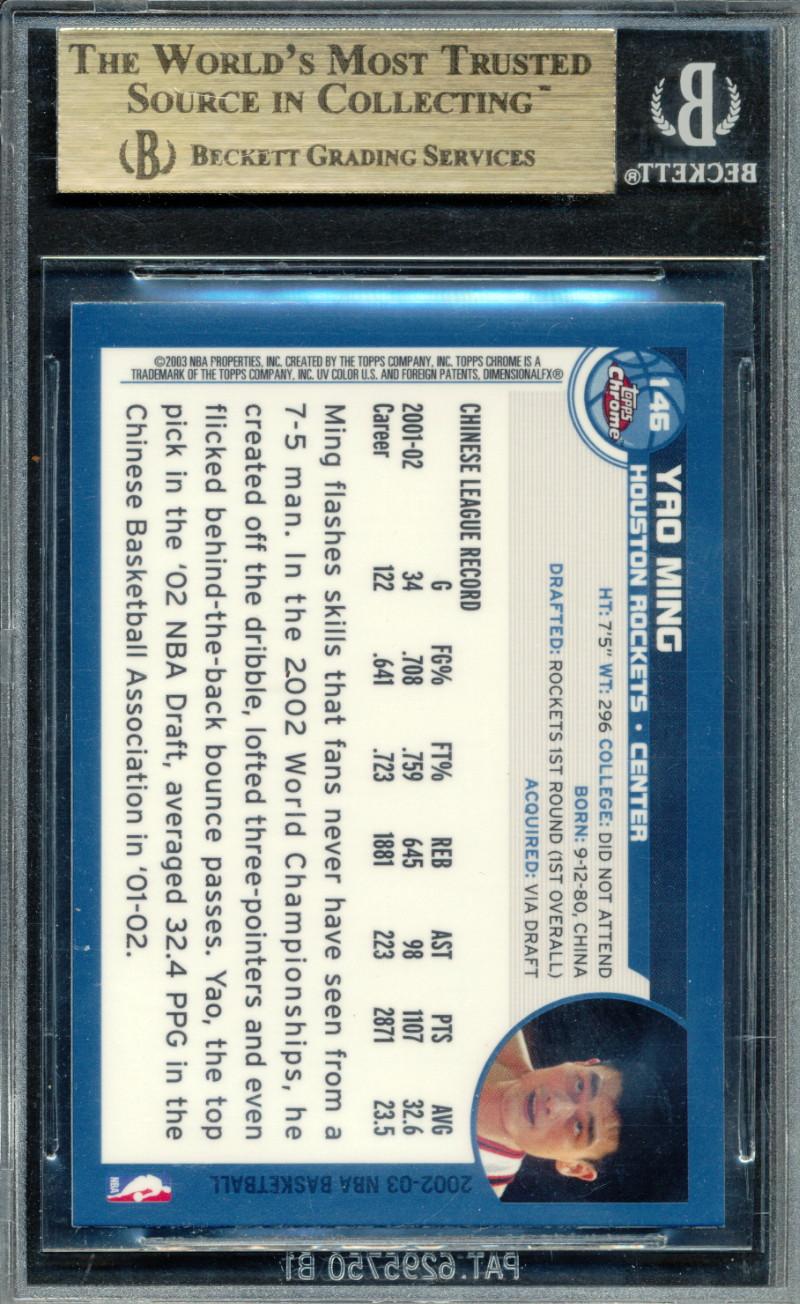 THE WORLD'S MOST TRUSTED
SOURCE IN COLLECTING™
(B) BECKETT GRADING SERVICES
B
BECKETT®
146
topps
Chrome
YAO MING
HOUSTON ROCKETS • CENTER
HT: 7'5" WT: 296 COLLEGE: DID NOT ATTEND
BORN: 9-12-80, CHINA
DRAFTED: ROCKETS 1ST ROUND (1ST OVERALL)
ACQUIRED: VIA DRAFT
CHINESE LEAGUE RECORD
G FG% FT% REB AST PTS AVG
2001-02 34 .708 .759 645 98 1107 32.6
Career 122 .641 .723 1881 223 2871 23.5
Ming flashes skills that fans never have seen from a
7-5 man. In the 2002 World Championships, he
created off the dribble, lofted three-pointers and even
flicked behind-the-back bounce passes. Yao, the top
pick in the '02 NBA Draft, averaged 32.4 PPG in the
Chinese Basketball Association in '01-02.
©2003 NBA PROPERTIES, INC. CREATED BY THE TOPPS COMPANY, INC. TOPPS CHROME IS A
TRADEMARK OF THE TOPPS COMPANY, INC. UV COLOR U.S. AND FOREIGN PATENTS, DIMENSIONALFX®
2002-03 NBA BASKETBALL
NBA
PAT. 6295750 B1